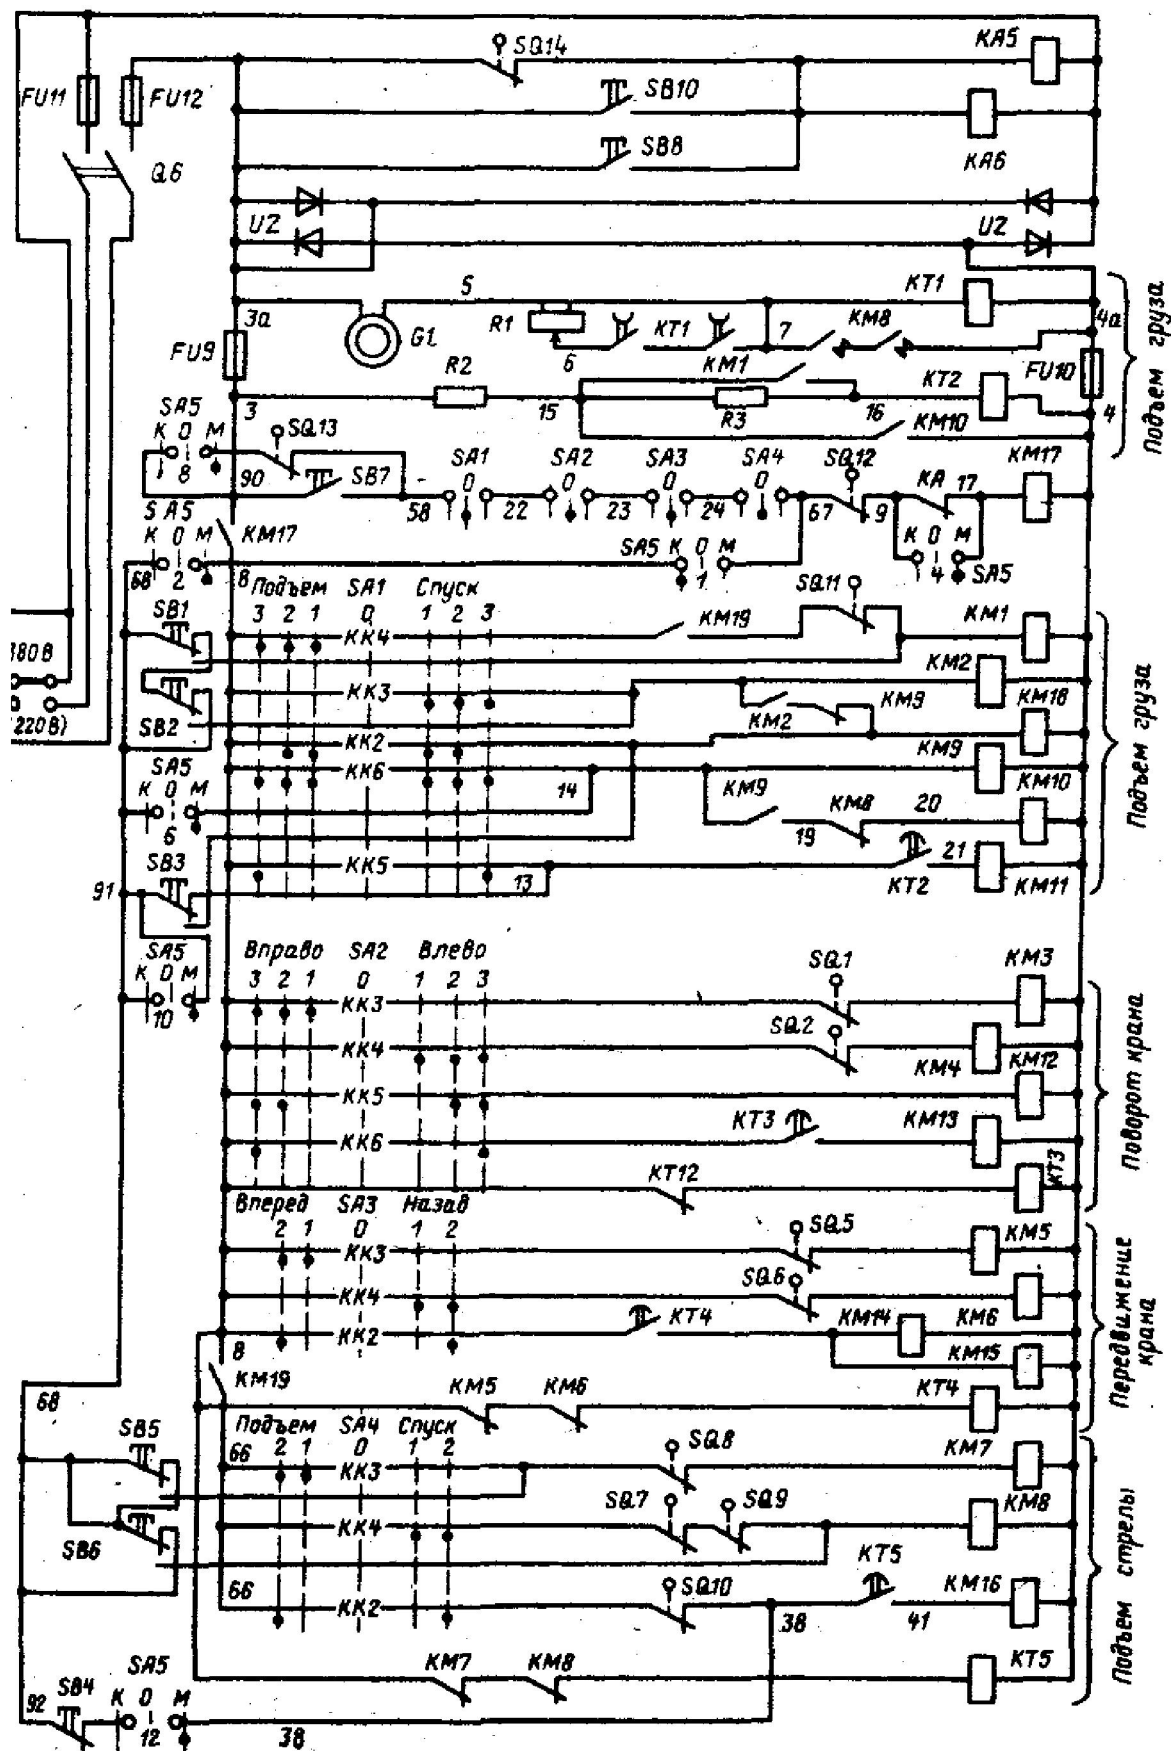 SQ14
KA5
FU11
FU12
SB10
Q6
SB8
KA6
UZ
UZ
5
KT1
3а
G1
R1
6
KT1
7
KM8
4а
FU9
KM1
R2
KT2
FU10
3
15
R3
16
KM10
4
Подъем груза
SA5
К 0 М
8
SQ13
90
SB7
58
SA1
0
22
SA2
0
23
SA3
0
24
SA4
0
67
SQ12
9
KA
17
KM17
SA5
К 0 М
68
2
KM17
SA5 К 0 М
1
К 0 М
4
SA5
8
Подъем SA1 Спуск
3 2 1 0 1 2 3
SB1
KK4
KM19
SQ11
KM1
380В
(220В)
KK3
KM2
SB2
KM2
KM9
KM18
KK2
SA5
К 0 М
6
KK6
14
KM9
KM9
19
KM8
20
KM10
SB3
KK5
13
KT2
21
KM11
91
Подъем груза
SA5
К 0 М
10
Вправо SA2 Влево
3 2 1 0 1 2 3
KK3
SQ1
KM3
KK4
SQ2
KM4
KM12
KK5
KK6
KT3
KM13
KT12
KT3
Поворот крана
Вперед SA3 Назад
2 1 0 1 2
KK3
SQ5
KM5
KK4
SQ6
KM6
KK2
KT4
KM14
KM15
8
KM19
KM5
KM6
KT4
Передвижение крана
68
Подъем SA4 Спуск
2 1 0 1 2
SB5
66
KK3
SQ8
KM7
SB6
KK4
SQ7
SQ9
KM8
66
KK2
SQ10
38
KT5
41
KM16
KM7
KM8
KT5
Подъем стрелы
92
SB4
SA5
К 0 М
12
38